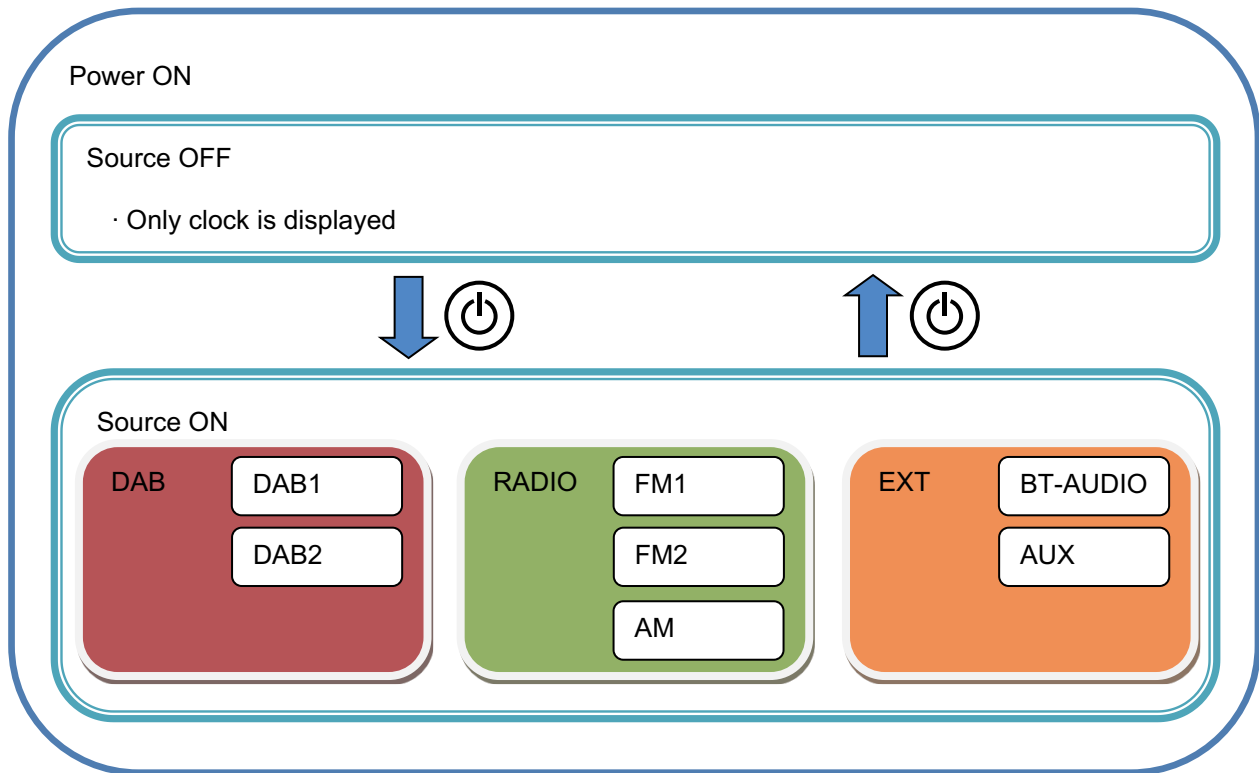 Power ON
Source OFF
· Only clock is displayed
Source ON
DAB
DAB1
DAB2
RADIO
FM1
FM2
AM
EXT
BT-AUDIO
AUX